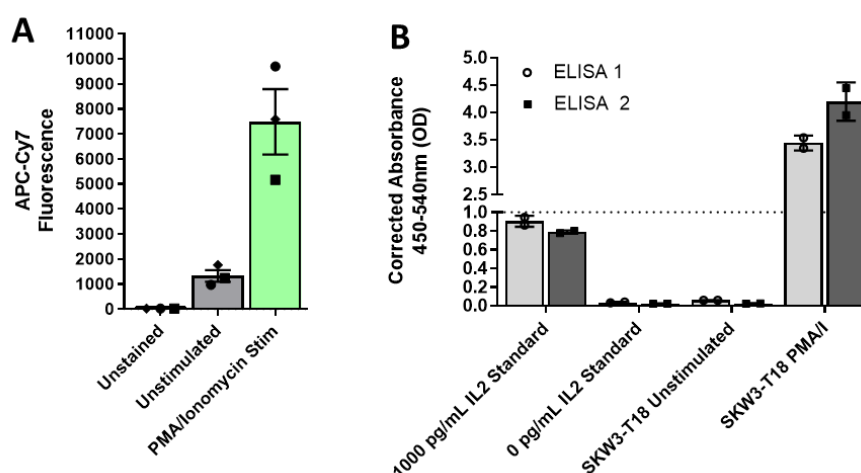 A
APC-Cy7
Fluorescence
11000
10000
9000
8000
7000
6000
5000
4000
3000
2000
1000
0
Unstained
Unstimulated
PMA/Ionomycin Stim
B
Corrected Absorbance
450-540nm (OD)
5.0
4.5
4.0
3.5
3.0
2.5
1.0
0.8
0.6
0.4
0.2
0.0
ELISA 1
ELISA 2
1000 pg/mL IL2 Standard
0 pg/mL IL2 Standard
SKW3-T18 Unstimulated
SKW3-T18 PMA/I